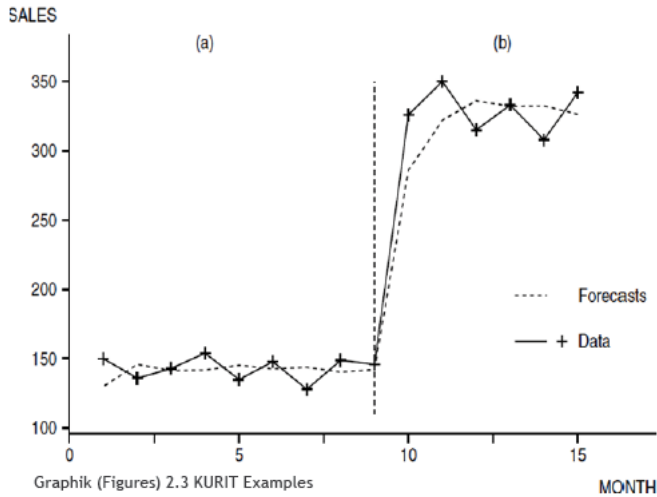 SALES
(a) (b)
350
300
250
200
150
100
0 5 10 15
Forecasts
Data
Graphik (Figures) 2.3 KURIT Examples
MONTH